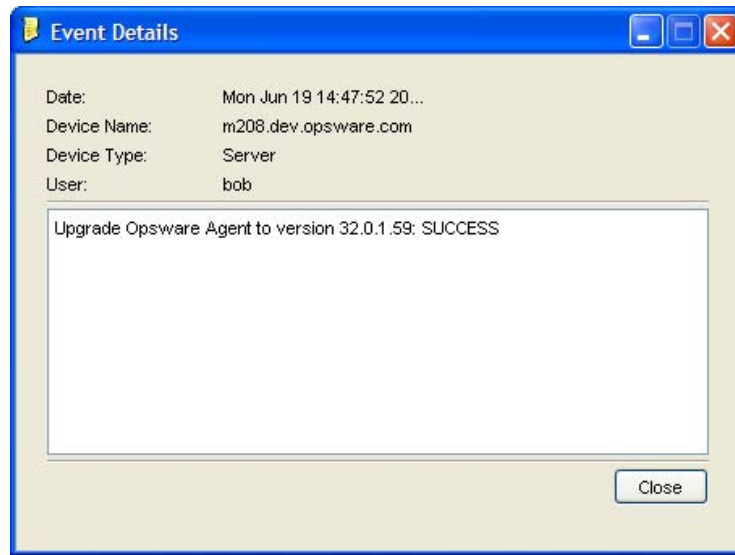 Event Details
Date: Mon Jun 19 14:47:52 20...
Device Name: m208.dev.opsware.com
Device Type: Server
User: bob
Upgrade Opsware Agent to version 32.0.1.59: SUCCESS
Close